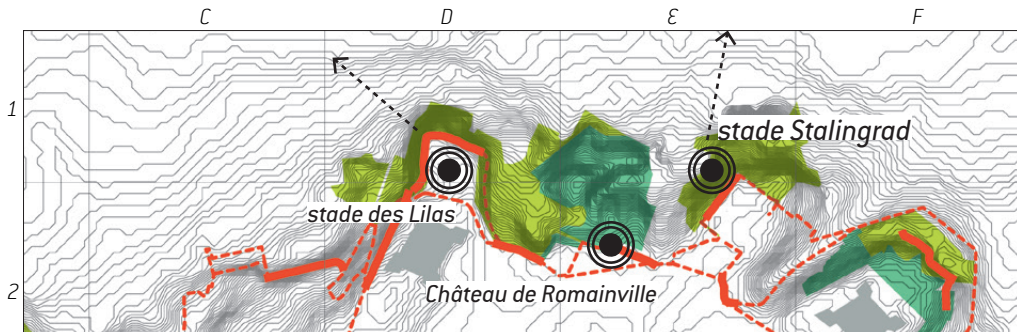 C D E F
1
stade Stalingrad
stade des Lilas
2
Château de Romainville